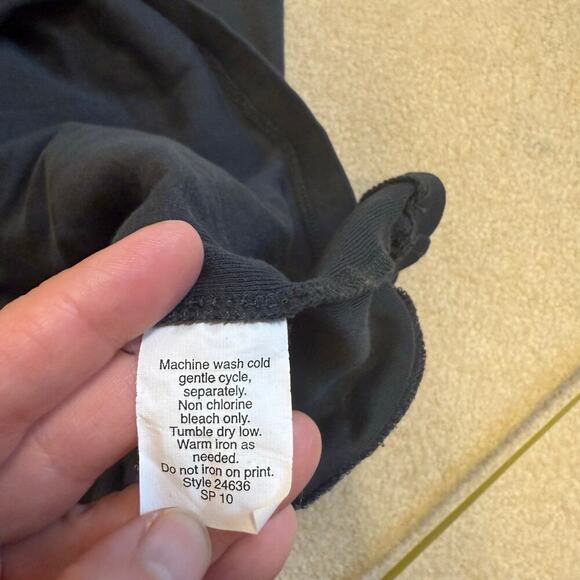 Machine wash cold
gentle cycle,
separately.
Non chlorine
bleach only.
Tumble dry low.
Warm iron as
needed.
Do not iron on print.
Style 24636
SP 10